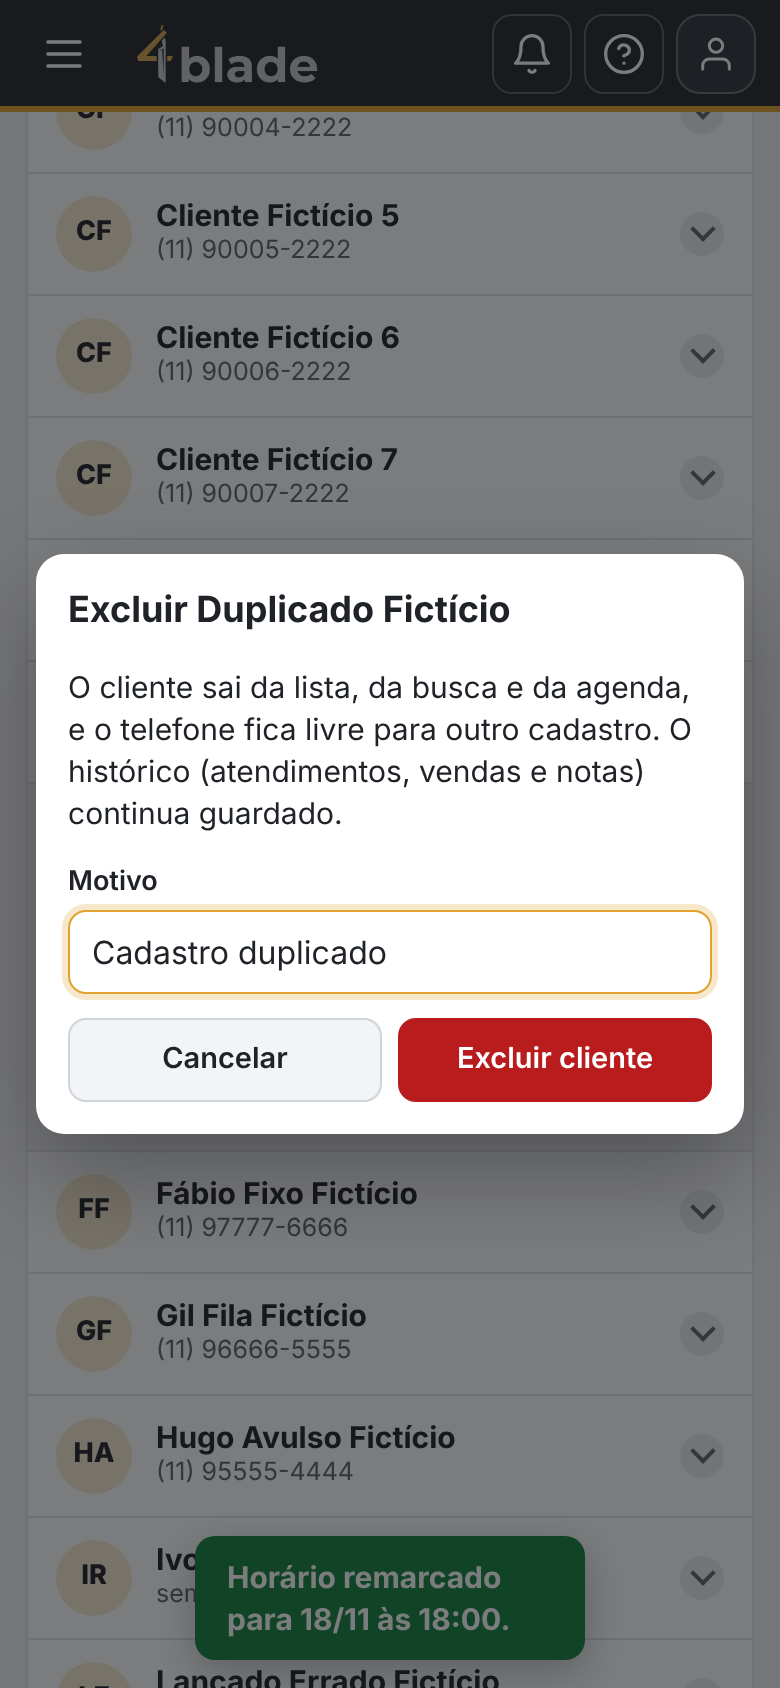 4blade
(11) 90004-2222
CF
Cliente Fictício 5
(11) 90005-2222
CF
Cliente Fictício 6
(11) 90006-2222
CF
Cliente Fictício 7
(11) 90007-2222
Excluir Duplicado Fictício
O cliente sai da lista, da busca e da agenda,
e o telefone fica livre para outro cadastro. O
histórico (atendimentos, vendas e notas)
continua guardado.
Motivo
Cadastro duplicado
Cancelar
Excluir cliente
FF
Fábio Fixo Fictício
(11) 97777-6666
GF
Gil Fila Fictício
(11) 96666-5555
HA
Hugo Avulso Fictício
(11) 95555-4444
IR
Horário remarcado
para 18/11 às 18:00.
Lançado Errado Fictício